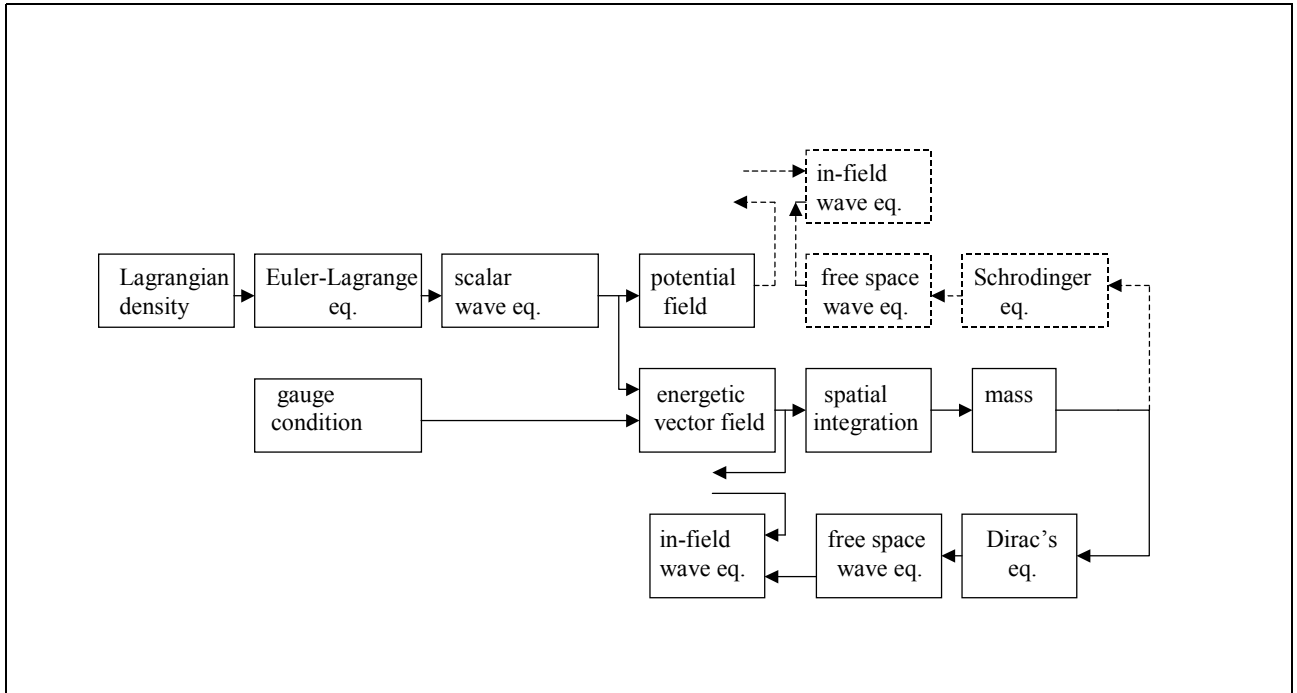 in-field
wave eq.
Lagrangian
density
Euler-Lagrange
eq.
scalar
wave eq.
potential
field
free space
wave eq.
Schrodinger
eq.
gauge
condition
energetic
vector field
spatial
integration
mass
in-field
wave eq.
free space
wave eq.
Dirac’s
eq.